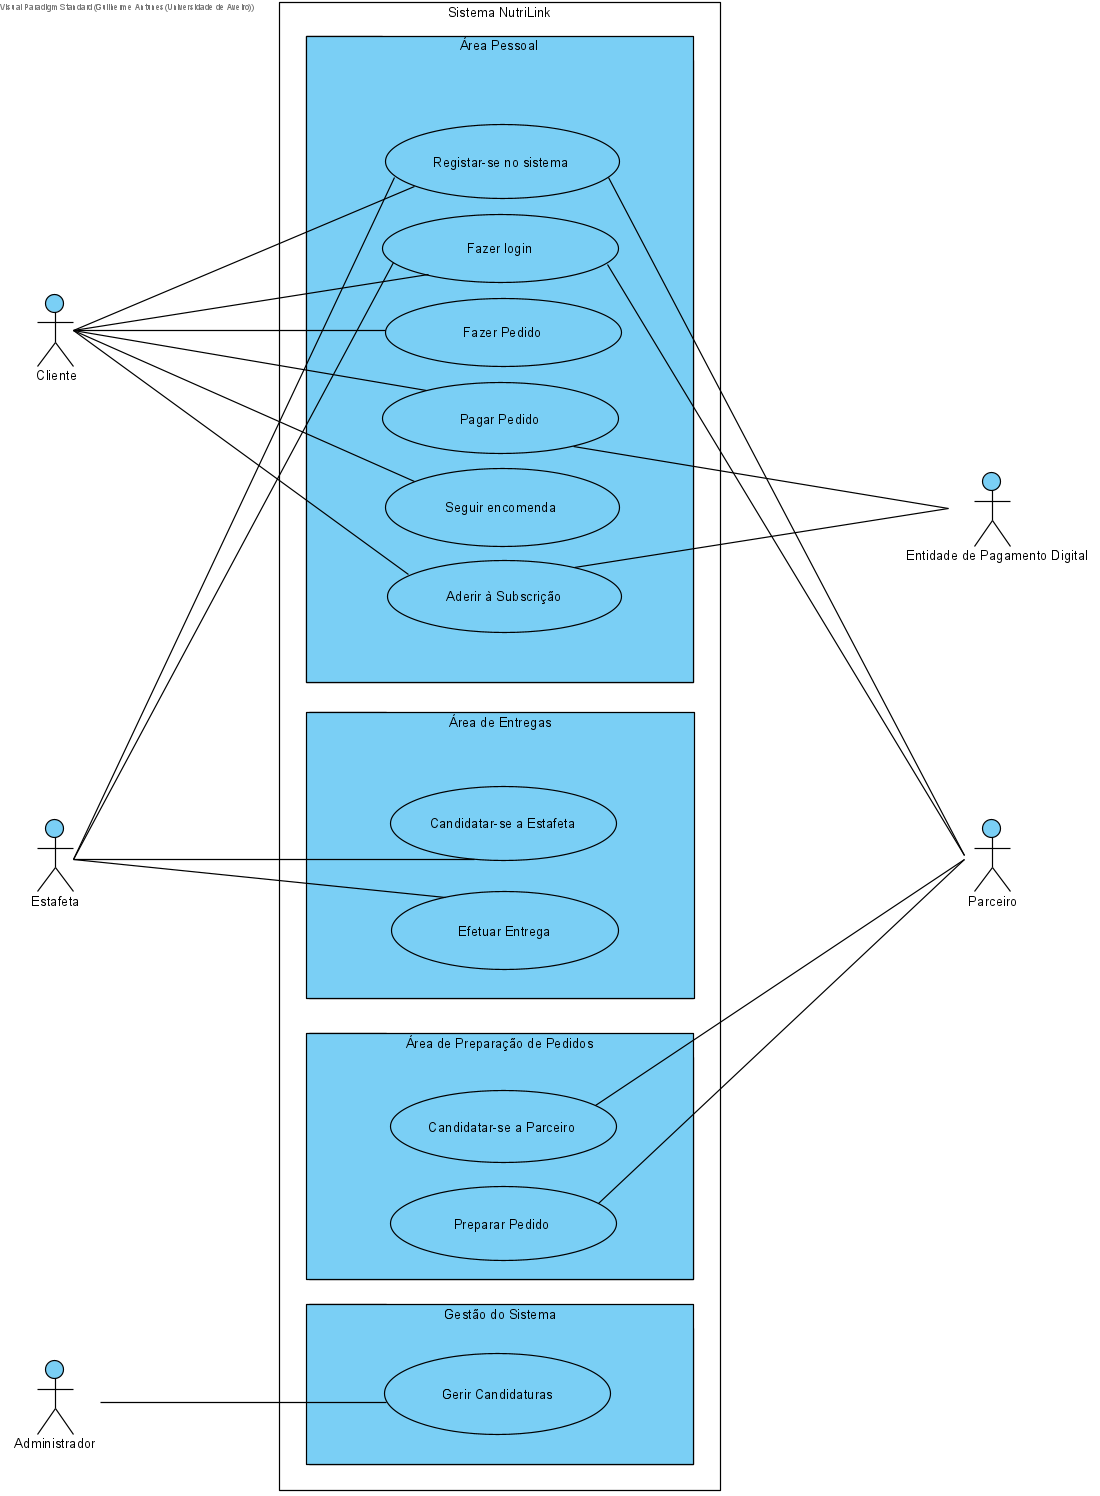 Visual Paradigm Standard (Guilherme Antunes (Universidade de Aveiro))
Sistema NutriLink
Área Pessoal
Registar-se no sistema
Fazer login
Fazer Pedido
Cliente
Pagar Pedido
Seguir encomenda
Entidade de Pagamento Digital
Aderir à Subscrição
Área de Entregas
Candidatar-se a Estafeta
Estafeta
Parceiro
Efetuar Entrega
Área de Preparação de Pedidos
Candidatar-se a Parceiro
Preparar Pedido
Gestão do Sistema
Gerir Candidaturas
Administrador